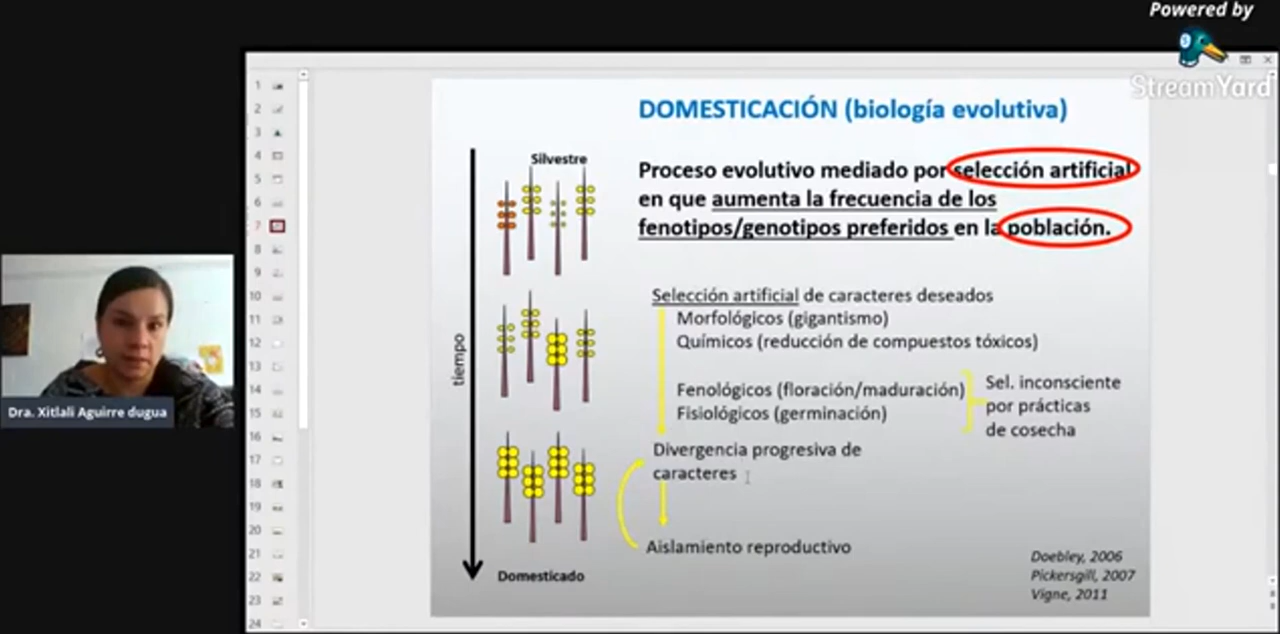 Powered by
StreamYard
1
2
3
4
5
6
7
8
9
10
11
12
13
14
15
16
17
18
19
20
21
22
23
24
DOMESTICACIÓN (biología evolutiva)
Silvestre
Proceso evolutivo mediado por selección artificial
en que aumenta la frecuencia de los
fenotipos/genotipos preferidos en la población.
Selección artificial de caracteres deseados
Morfológicos (gigantismo)
Químicos (reducción de compuestos tóxicos)
tiempo
Fenológicos (floración/maduración)
Fisiológicos (germinación)
Sel. inconsciente
por prácticas
de cosecha
Dra. Xitlali Aguirre dugua
Divergencia progresiva de
caracteres
Aislamiento reproductivo
Domesticado
Doebley, 2006
Pickersgill, 2007
Vigne, 2011